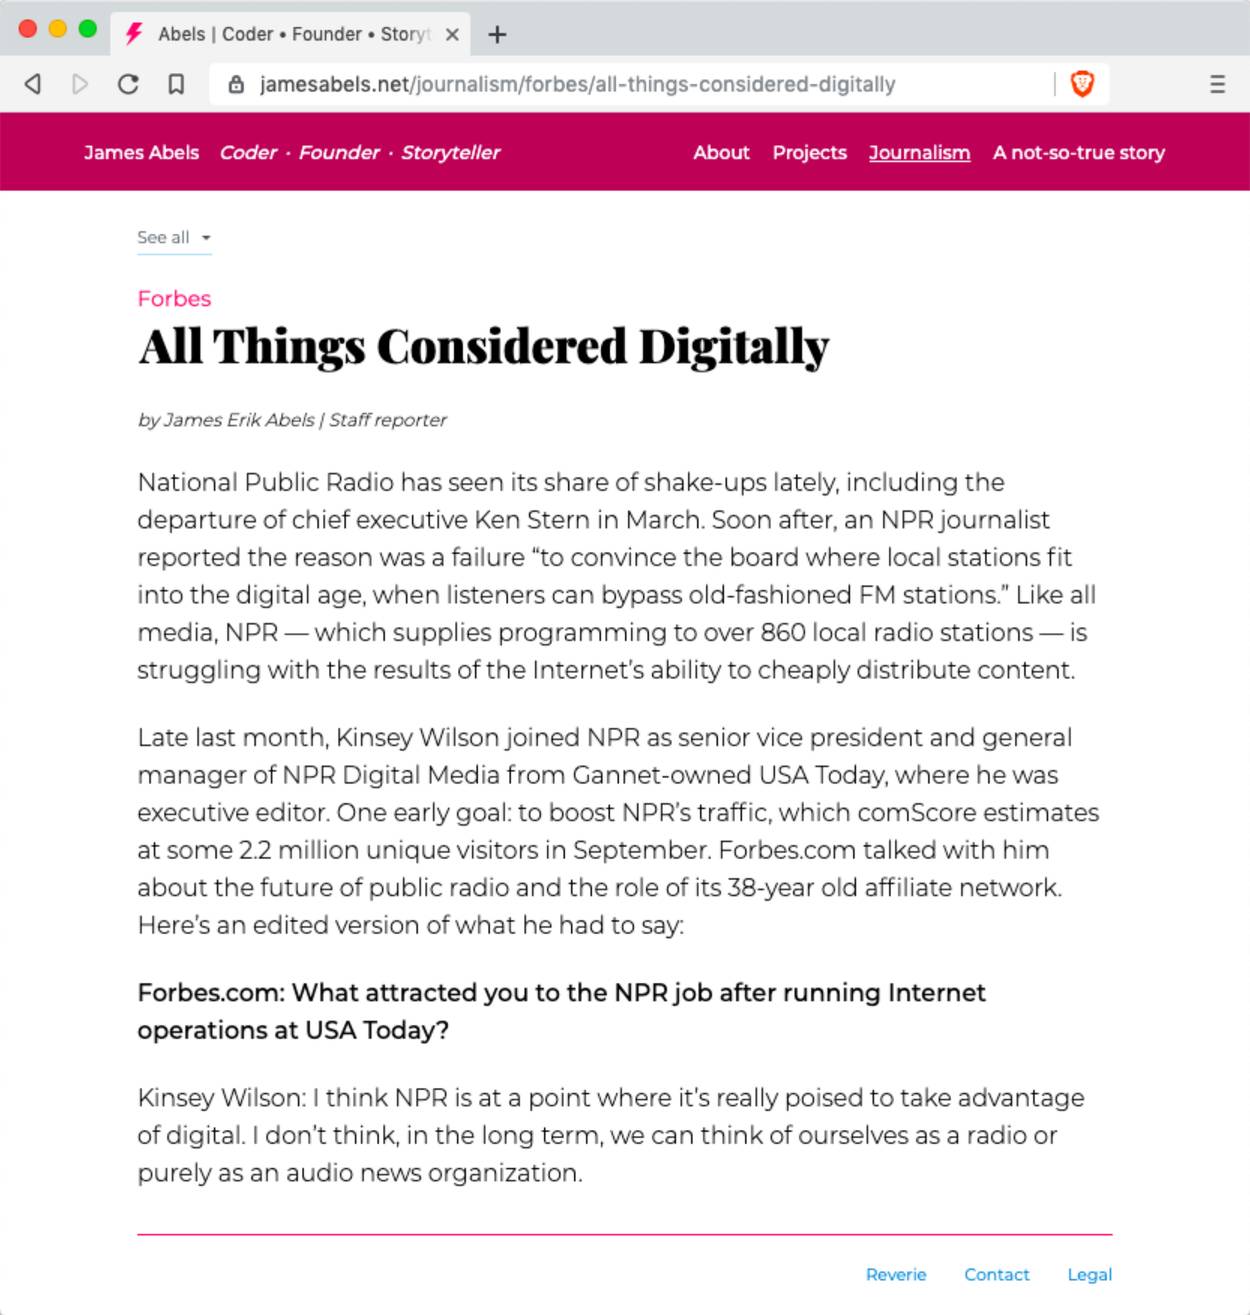 Abels | Coder • Founder • Storyt
jamesabels.net/journalism/forbes/all-things-considered-digitally
James Abels Coder · Founder · Storyteller About Projects Journalism A not-so-true story
See all
Forbes
All Things Considered Digitally
by James Erik Abels | Staff reporter
National Public Radio has seen its share of shake-ups lately, including the
departure of chief executive Ken Stern in March. Soon after, an NPR journalist
reported the reason was a failure “to convince the board where local stations fit
into the digital age, when listeners can bypass old-fashioned FM stations.” Like all
media, NPR — which supplies programming to over 860 local radio stations — is
struggling with the results of the Internet’s ability to cheaply distribute content.
Late last month, Kinsey Wilson joined NPR as senior vice president and general
manager of NPR Digital Media from Gannet-owned USA Today, where he was
executive editor. One early goal: to boost NPR’s traffic, which comScore estimates
at some 2.2 million unique visitors in September. Forbes.com talked with him
about the future of public radio and the role of its 38-year old affiliate network.
Here’s an edited version of what he had to say:
Forbes.com: What attracted you to the NPR job after running Internet
operations at USA Today?
Kinsey Wilson: I think NPR is at a point where it’s really poised to take advantage
of digital. I don’t think, in the long term, we can think of ourselves as a radio or
purely as an audio news organization.
Reverie Contact Legal